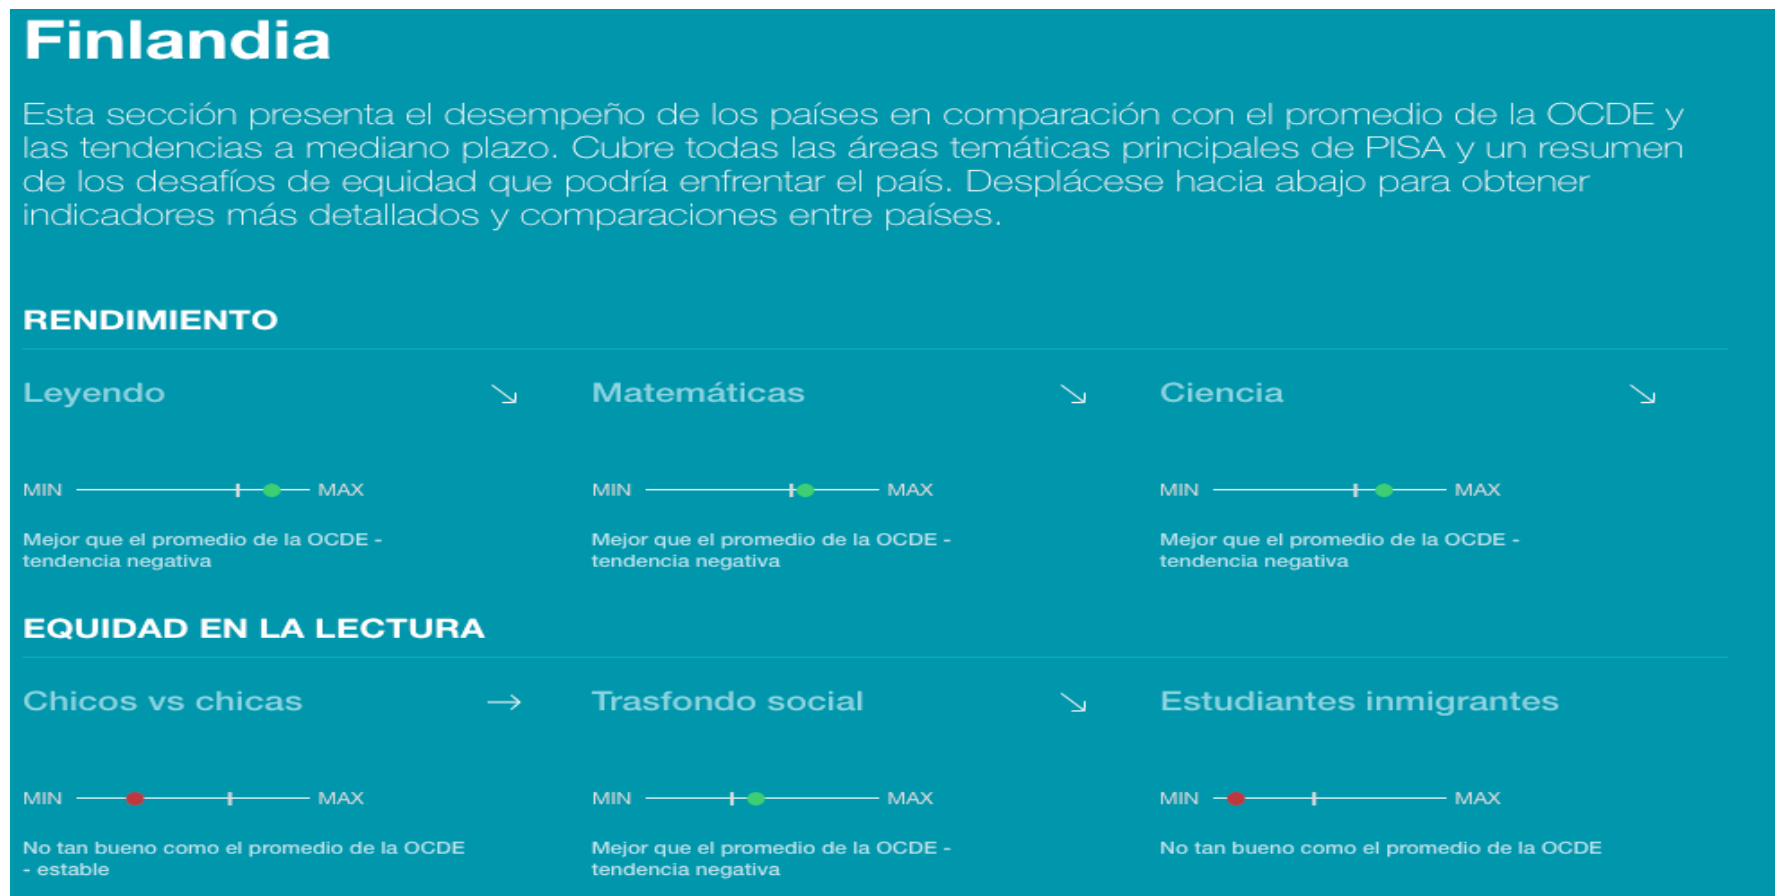 Finlandia
Esta sección presenta el desempeño de los países en comparación con el promedio de la OCDE y
las tendencias a mediano plazo. Cubre todas las áreas temáticas principales de PISA y un resumen
de los desafíos de equidad que podría enfrentar el país. Desplácese hacia abajo para obtener
indicadores más detallados y comparaciones entre países.
RENDIMIENTO
Leyendo
MIN MAX
Mejor que el promedio de la OCDE -
tendencia negativa
Matemáticas
MIN MAX
Mejor que el promedio de la OCDE -
tendencia negativa
Ciencia
MIN MAX
Mejor que el promedio de la OCDE -
tendencia negativa
EQUIDAD EN LA LECTURA
Chicos vs chicas
MIN MAX
No tan bueno como el promedio de la OCDE
- estable
Trasfondo social
MIN MAX
Mejor que el promedio de la OCDE -
tendencia negativa
Estudiantes inmigrantes
MIN MAX
No tan bueno como el promedio de la OCDE